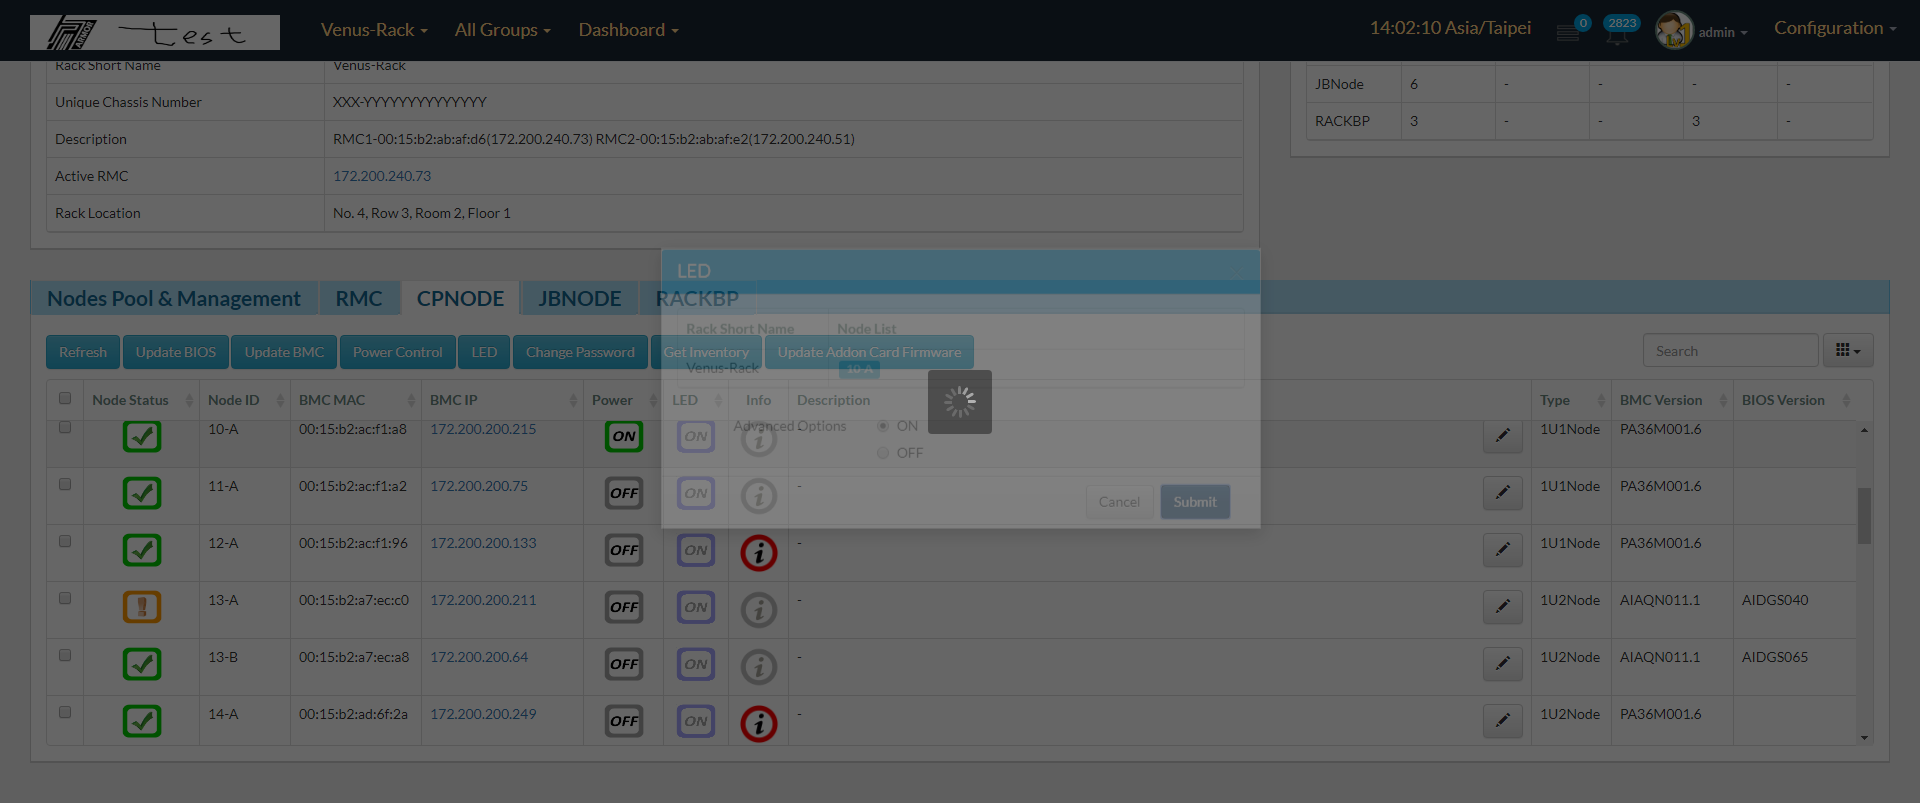 ARMOR test Venus-Rack All Groups Dashboard 14:02:10 Asia/Taipei 0 2823 admin Configuration
Rack Short Name Venus-Rack
Unique Chassis Number XXX-YYYYYYYYYYYYYY
Description RMC1-00:15:b2:ab:af:d6(172.200.240.73) RMC2-00:15:b2:ab:af:e2(172.200.240.51)
Active RMC 172.200.240.73
Rack Location No. 4, Row 3, Room 2, Floor 1
JBNode 6 - - - -
RACKBP 3 - - 3 -
Nodes Pool & Management RMC CPNODE JBNODE RACKBP
Refresh Update BIOS Update BMC Power Control LED Change Password Get Inventory Update Addon Card Firmware Search
Node Status Node ID BMC MAC BMC IP Power LED Info Description Type BMC Version BIOS Version
10-A 00:15:b2:ac:f1:a8 172.200.200.215 ON ON i - 1U1Node PA36M001.6
11-A 00:15:b2:ac:f1:a2 172.200.200.75 OFF ON i - 1U1Node PA36M001.6
12-A 00:15:b2:ac:f1:96 172.200.200.133 OFF ON i - 1U1Node PA36M001.6
13-A 00:15:b2:a7:ec:c0 172.200.200.211 OFF ON i - 1U2Node AIAQN011.1 AIDGS040
13-B 00:15:b2:a7:ec:a8 172.200.200.64 OFF ON i - 1U2Node AIAQN011.1 AIDGS065
14-A 00:15:b2:ad:6f:2a 172.200.200.249 OFF ON i - 1U2Node PA36M001.6
LED
Rack Short Name Node List
Venus-Rack 10-A
Advanced Options ON
OFF
Cancel Submit